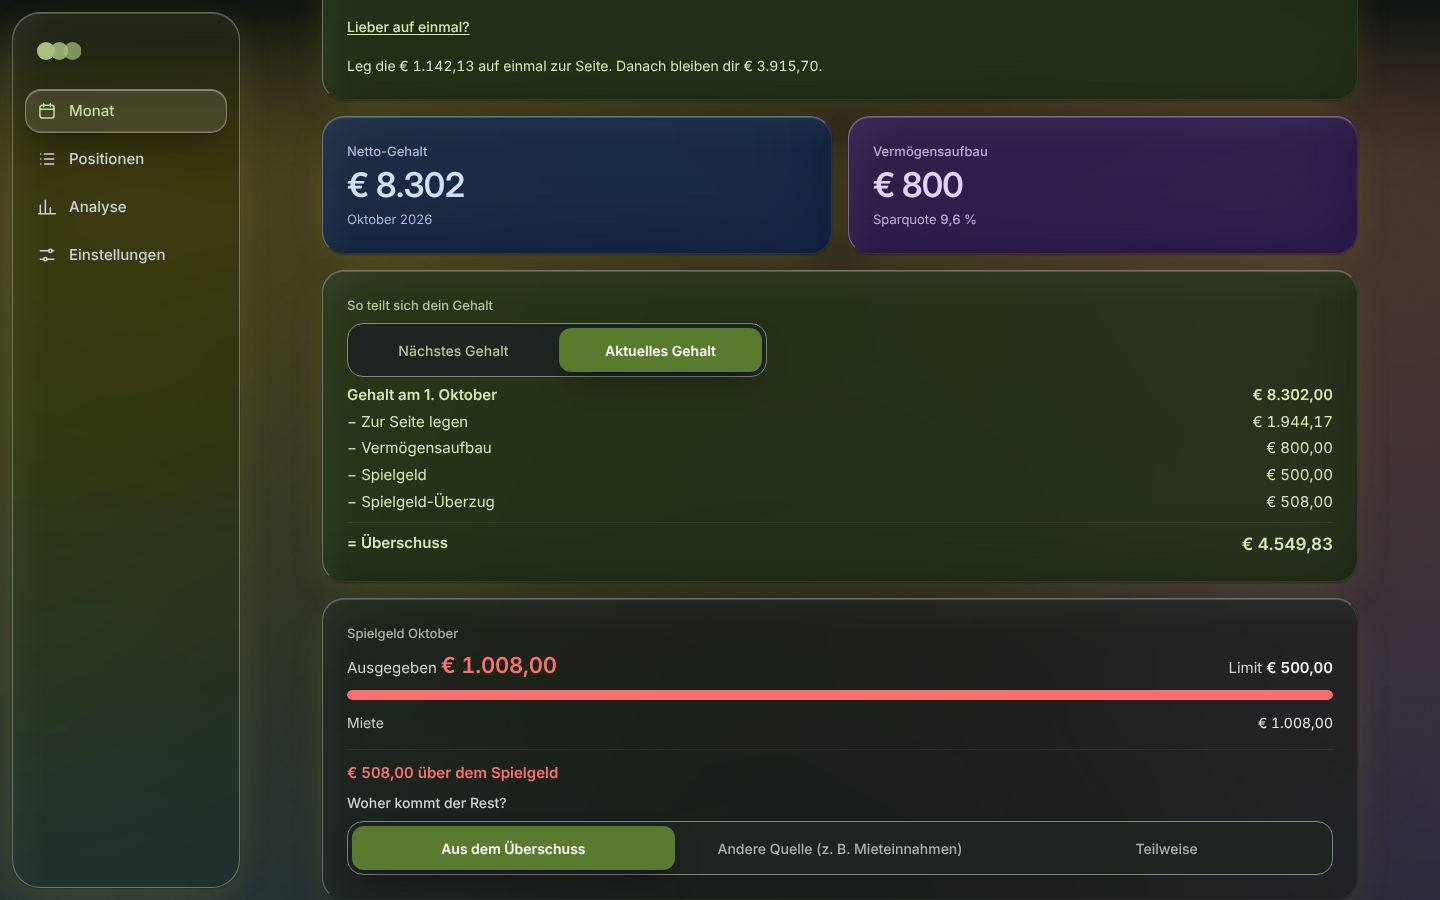 Lieber auf einmal?
Leg die € 1.142,13 auf einmal zur Seite. Danach bleiben dir € 3.915,70.
Monat
Positionen
Analyse
Einstellungen
Netto-Gehalt
€ 8.302
Oktober 2026
Vermögensaufbau
€ 800
Sparquote 9,6 %
So teilt sich dein Gehalt
Nächstes Gehalt Aktuelles Gehalt
Gehalt am 1. Oktober € 8.302,00
− Zur Seite legen € 1.944,17
− Vermögensaufbau € 800,00
− Spielgeld € 500,00
− Spielgeld-Überzug € 508,00
= Überschuss € 4.549,83
Spielgeld Oktober
Ausgegeben € 1.008,00 Limit € 500,00
Miete € 1.008,00
€ 508,00 über dem Spielgeld
Woher kommt der Rest?
Aus dem Überschuss Andere Quelle (z. B. Mieteinnahmen) Teilweise